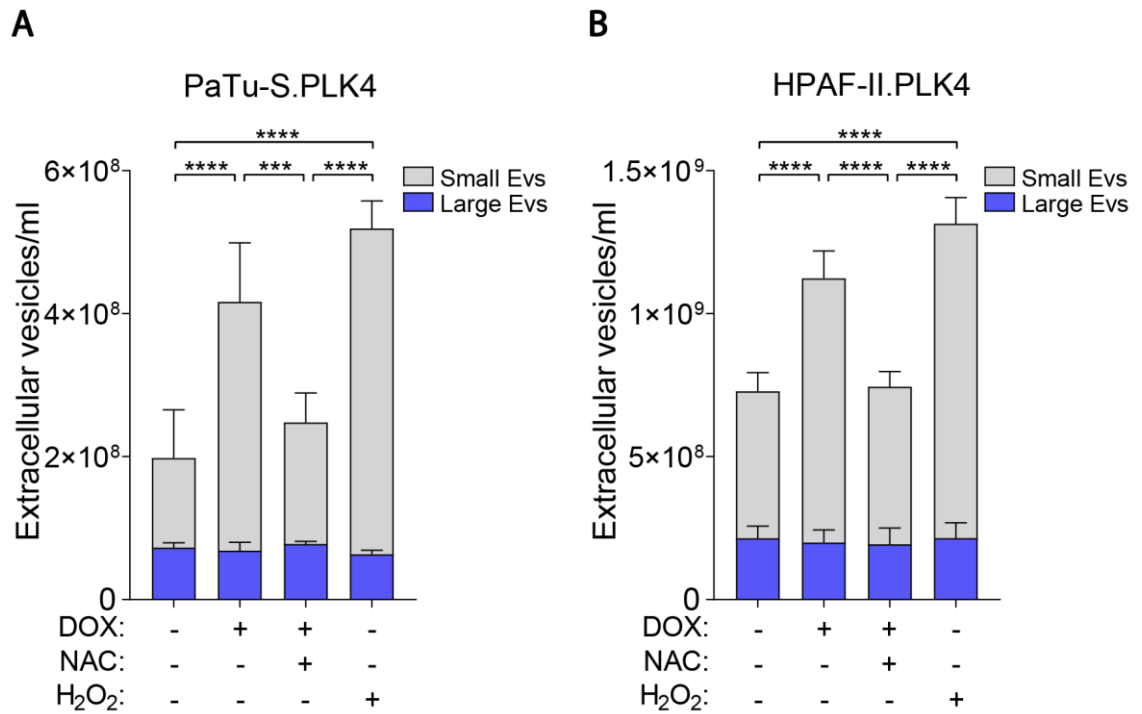 A
PaTu-S.PLK4
****
**** *** ****
6×10⁸
4×10⁸
2×10⁸
0
Extracellular vesicles/ml
Small Evs
Large Evs
DOX: - + + -
NAC: - - + -
H₂O₂: - - - +
B
HPAF-II.PLK4
****
**** **** ****
1.5×10⁹
1×10⁹
5×10⁸
0
Extracellular vesicles/ml
Small Evs
Large Evs
DOX: - + + -
NAC: - - + -
H₂O₂: - - - +